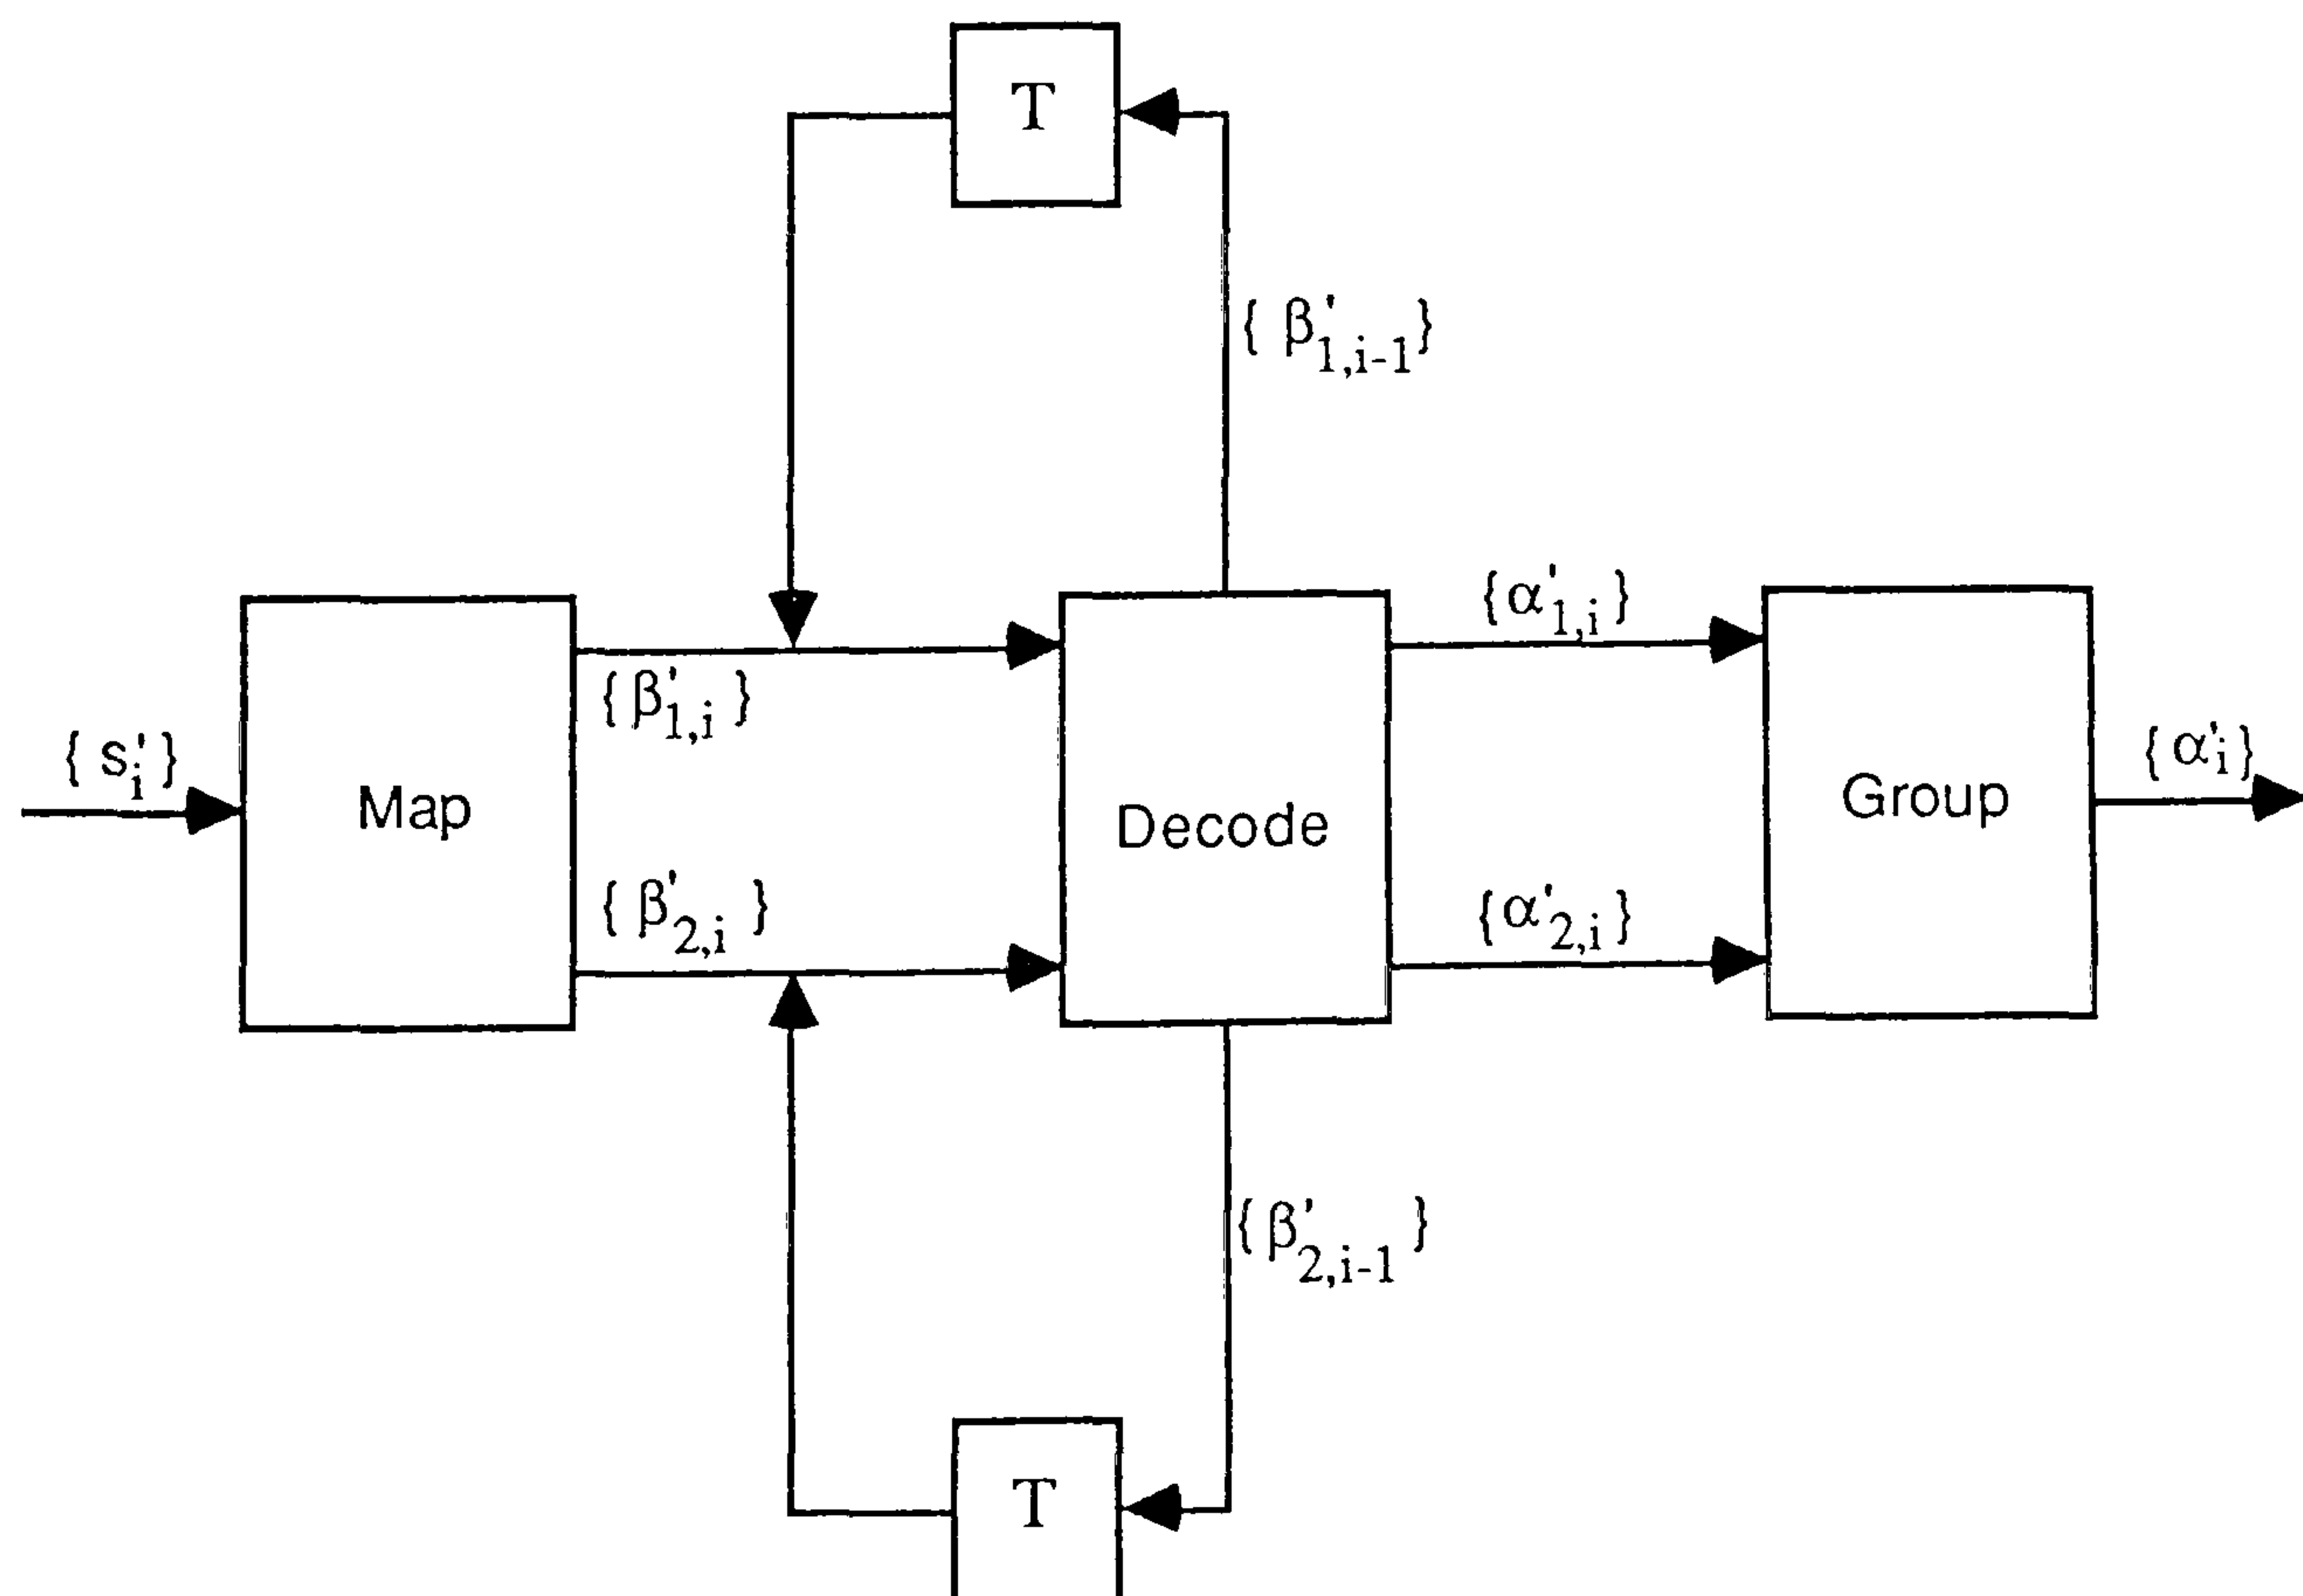 T
{ β'1,i-1 }
{ α'1,i }
{ β'1,i }
{ s'i }
Map
Decode
Group
{ α'i }
{ β'2,i }
{ α'2,i }
{ β'2,i-1 }
T